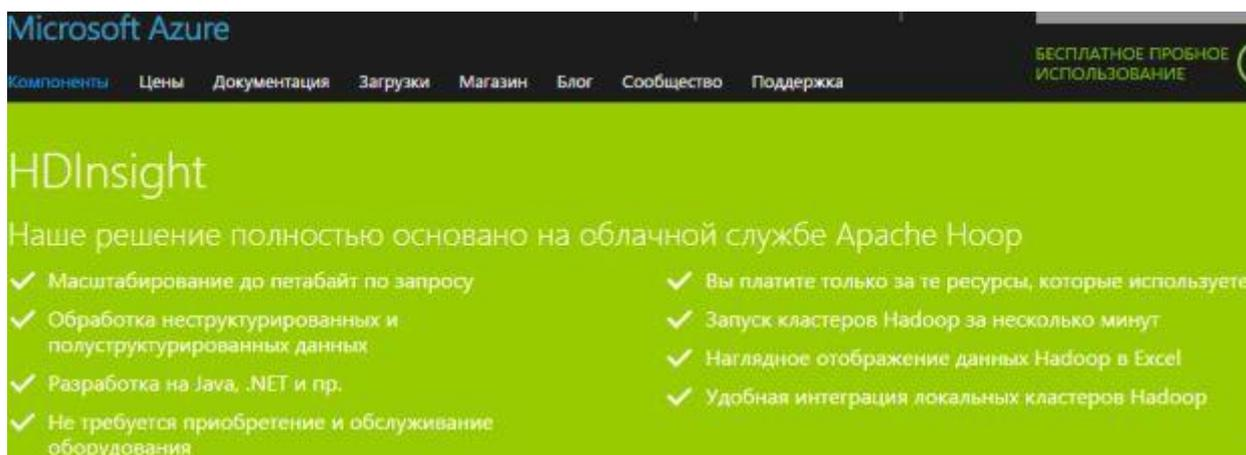 Microsoft Azure
БЕСПЛАТНОЕ ПРОБНОЕ
ИСПОЛЬЗОВАНИЕ
Компоненты Цены Документация Загрузки Магазин Блог Сообщество Поддержка
HDInsight
Наше решение полностью основано на облачной службе Apache Hoop
Масштабирование до петабайт по запросу
Обработка неструктурированных и
полуструктурированных данных
Разработка на Java, .NET и пр.
Не требуется приобретение и обслуживание
оборудования
Вы платите только за те ресурсы, которые используете
Запуск кластеров Hadoop за несколько минут
Наглядное отображение данных Hadoop в Excel
Удобная интеграция локальных кластеров Hadoop